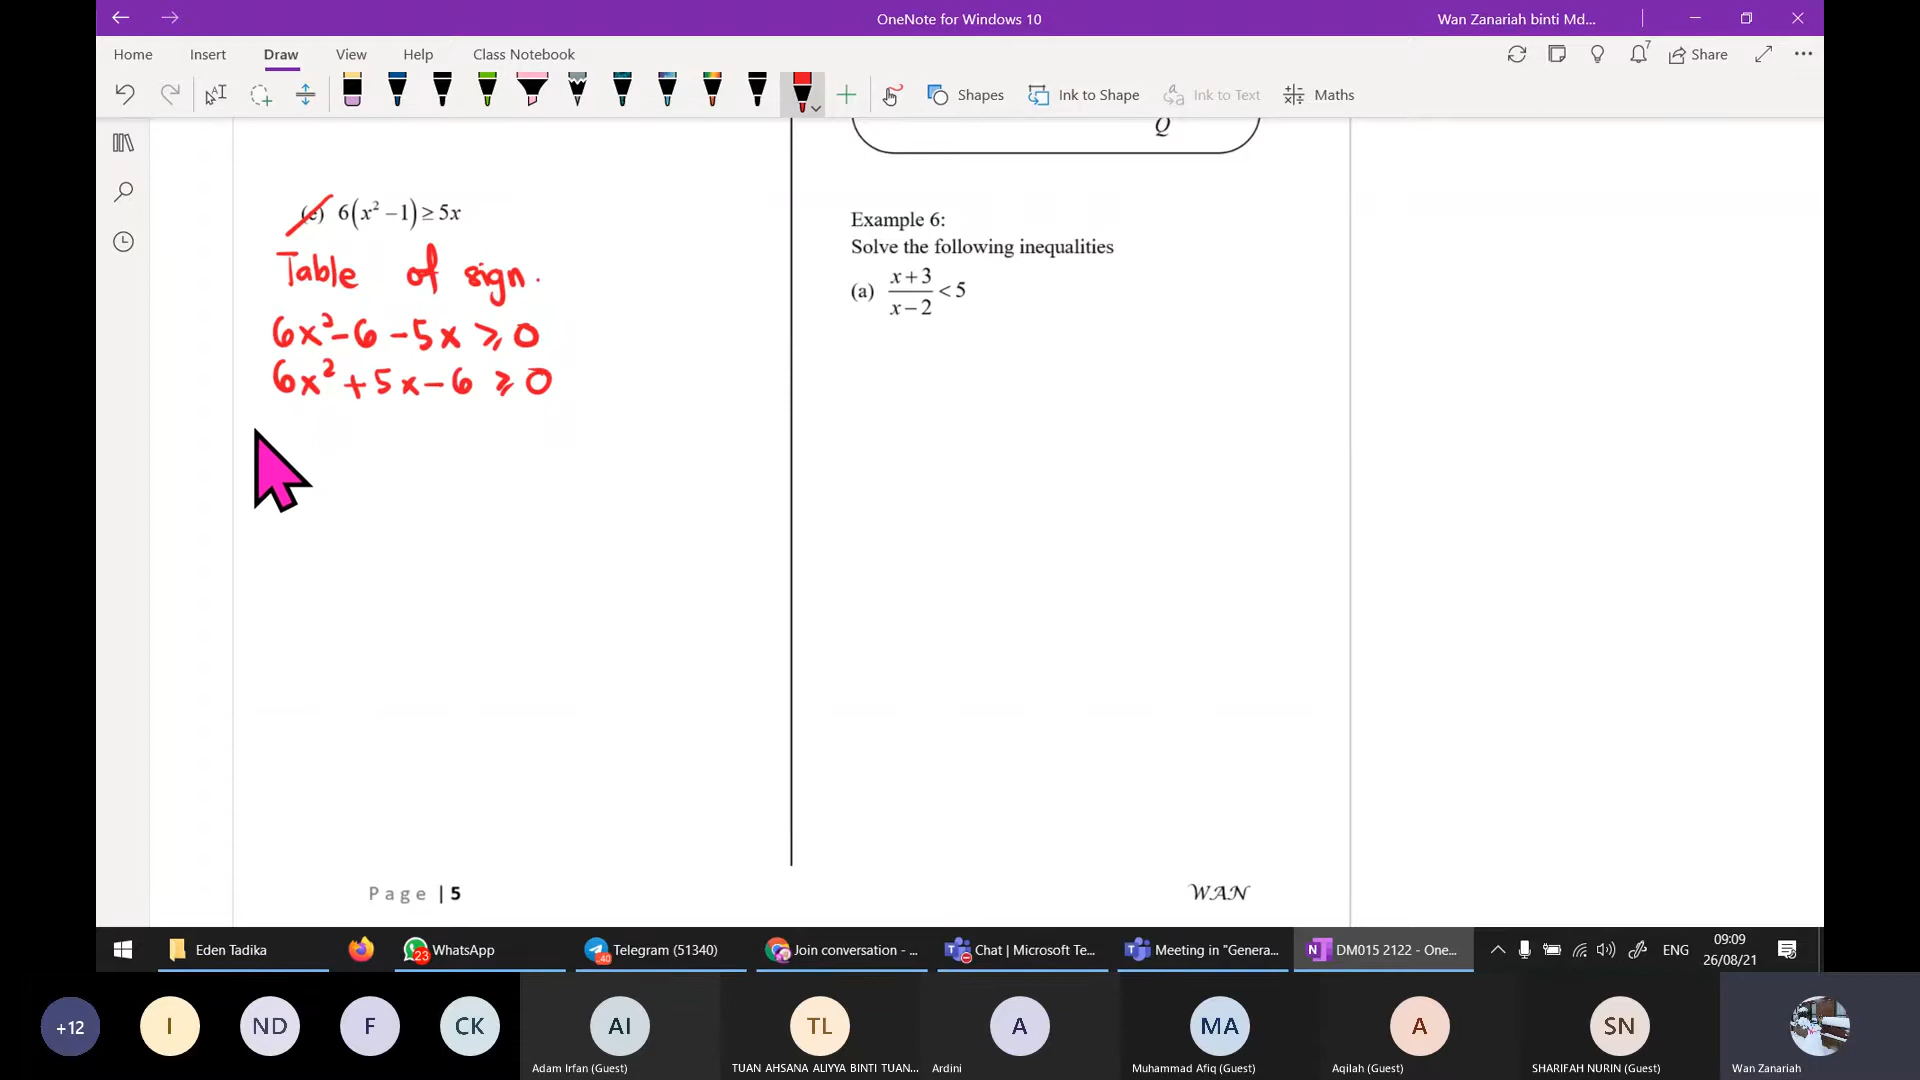 OneNote for Windows 10
Wan Zanariah binti Md...
Home Insert Draw View Help Class Notebook
7
Share
Shapes
Ink to Shape
Ink to Text
Maths
Q
(e) 6(x² − 1) ≥ 5x
Table of sign.
6x² − 6 − 5x ≥ 0
6x² + 5x − 6 ≥ 0
Example 6:
Solve the following inequalities
(a) x + 3 / x − 2 < 5
Page | 5
WAN
Eden Tadika
23
WhatsApp
.40
Telegram (51340)
Join conversation - ...
Chat | Microsoft Te...
Meeting in "Genera...
DM015 2122 - One...
ENG
09:09
26/08/21
+12
I
ND
F
CK
AI
TL
A
MA
A
SN
Adam Irfan (Guest)
TUAN AHSANA ALIYYA BINTI TUAN...
Ardini
Muhammad Afiq (Guest)
Aqilah (Guest)
SHARIFAH NURIN (Guest)
Wan Zanariah